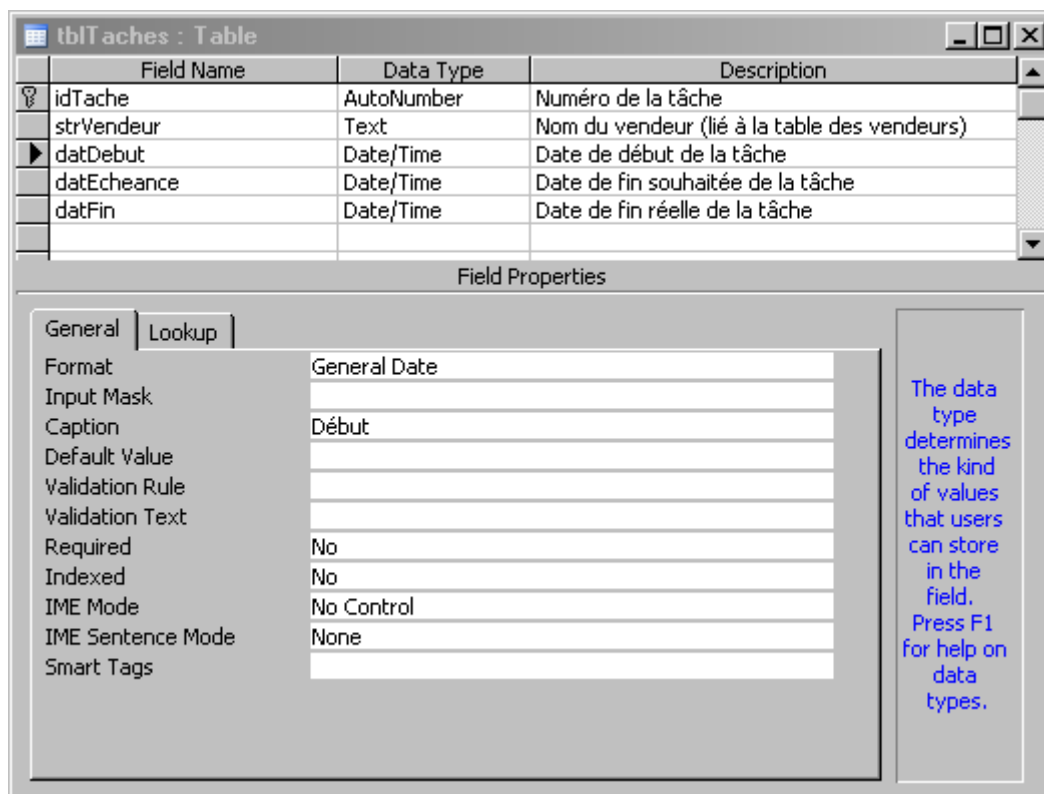 tblTaches : Table
Field Name Data Type Description
idTache AutoNumber Numéro de la tâche
strVendeur Text Nom du vendeur (lié à la table des vendeurs)
datDebut Date/Time Date de début de la tâche
datEcheance Date/Time Date de fin souhaitée de la tâche
datFin Date/Time Date de fin réelle de la tâche
Field Properties
General Lookup
Format General Date
Input Mask
Caption Début
Default Value
Validation Rule
Validation Text
Required No
Indexed No
IME Mode No Control
IME Sentence Mode None
Smart Tags
The data
type
determines
the kind
of values
that users
can store
in the
field.
Press F1
for help on
data
types.